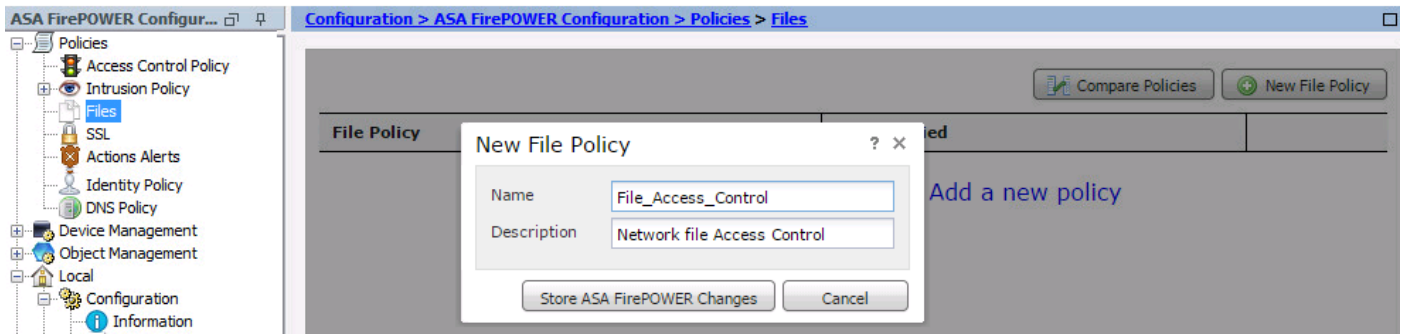 ASA FirePOWER Configur...
Configuration > ASA FirePOWER Configuration > Policies > Files
Policies
Access Control Policy
Intrusion Policy
Files
SSL
Actions Alerts
Identity Policy
DNS Policy
Device Management
Object Management
Local
Configuration
Information
Compare Policies
New File Policy
File Policy
ied
Add a new policy
New File Policy
?
Name
File_Access_Control
Description
Network file Access Control
Store ASA FirePOWER Changes
Cancel